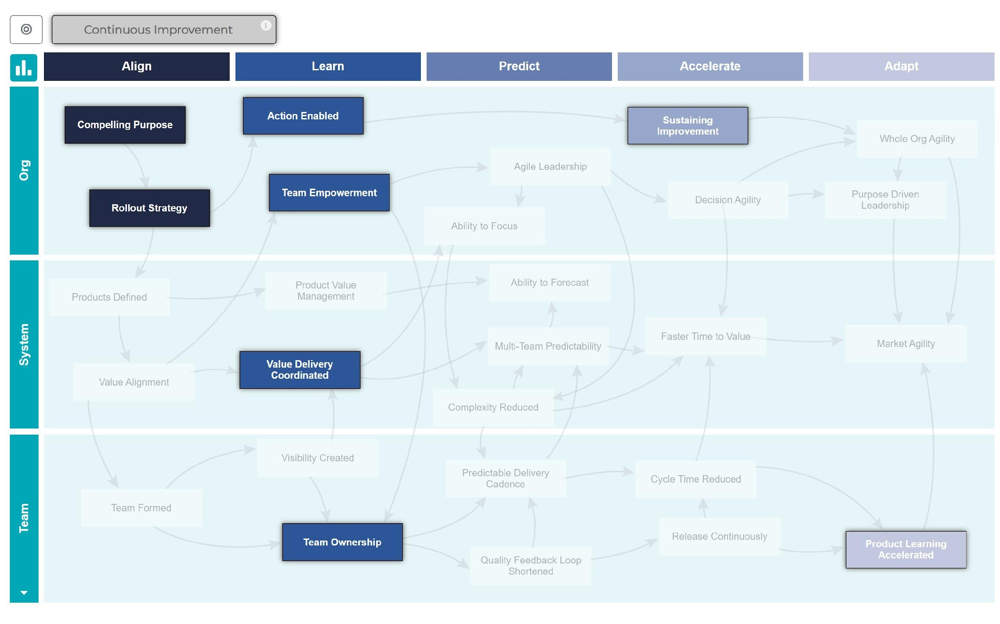 Continuous Improvement
Align
Learn
Predict
Accelerate
Adapt
Org
Compelling Purpose
Action Enabled
Sustaining
Improvement
Whole Org Agility
Agile Leadership
Team Empowerment
Rollout Strategy
Decision Agility
Purpose Driven
Leadership
Ability to Focus
System
Products Defined
Product Value
Management
Ability to Forecast
Multi-Team Predictability
Faster Time to Value
Market Agility
Value Alignment
Value Delivery
Coordinated
Complexity Reduced
Team
Visibility Created
Predictable Delivery
Cadence
Cycle Time Reduced
Team Formed
Team Ownership
Release Continuously
Quality Feedback Loop
Shortened
Product Learning
Accelerated